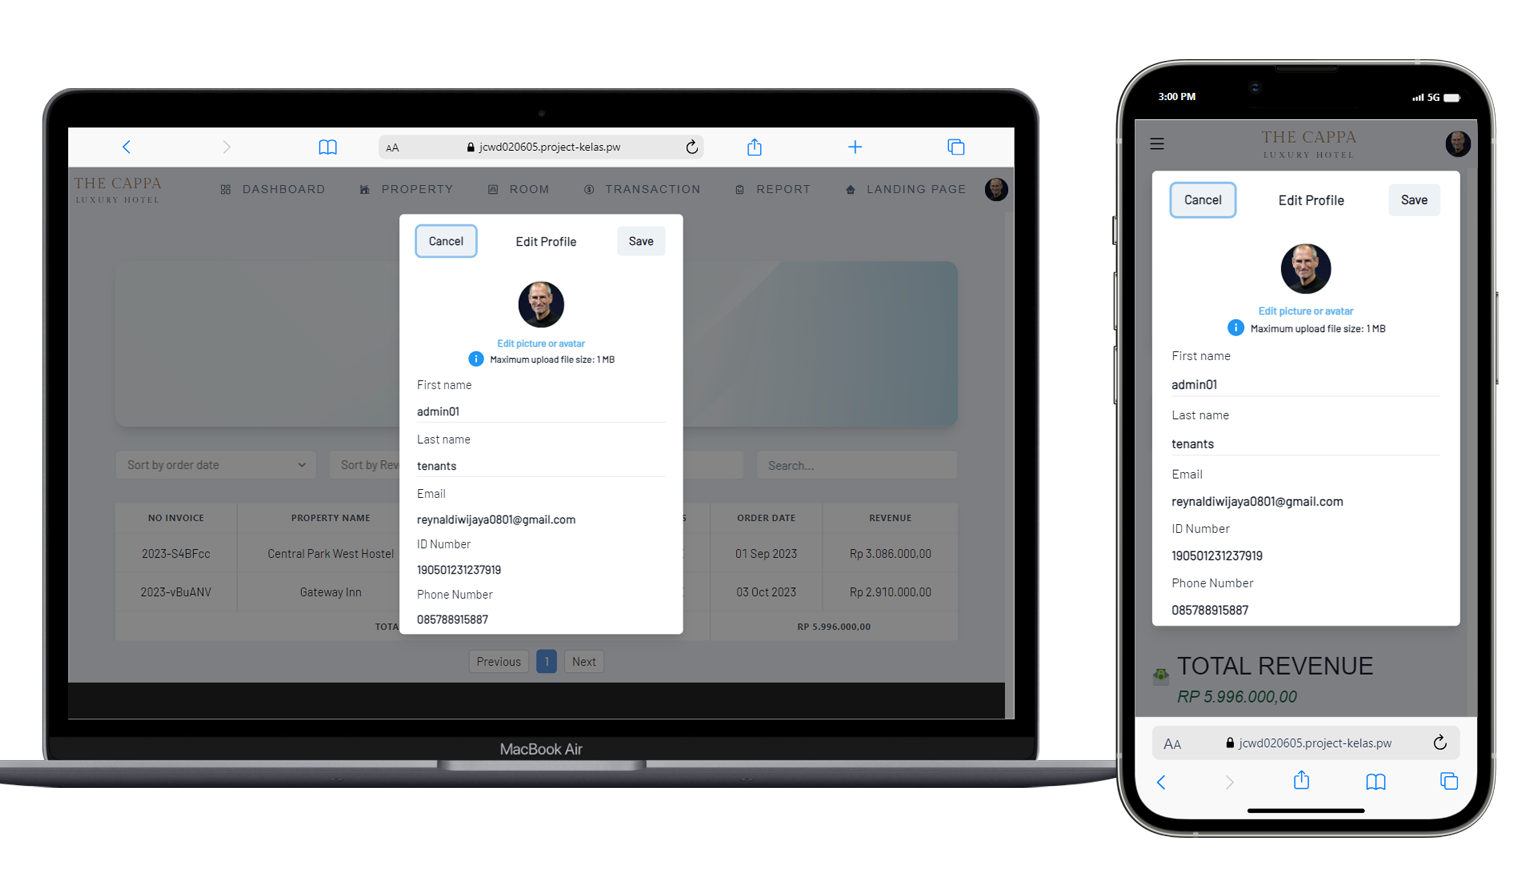 AA
jcwd020605.project-kelas.pw
THE CAPPA
LUXURY HOTEL
DASHBOARD
PROPERTY
ROOM
TRANSACTION
REPORT
LANDING PAGE
Cancel
Edit Profile
Save
Edit picture or avatar
Maximum upload file size: 1 MB
First name
admin01
Last name
tenants
Email
reynaldiwijaya0801@gmail.com
ID Number
190501231237919
Phone Number
085788915887
Sort by order date
Sort by Rev
Search...
NO INVOICE PROPERTY NAME S ORDER DATE REVENUE
2023-S4BFcc Central Park West Hostel 01 Sep 2023 Rp 3.086.000,00
2023-vBuANV Gateway Inn 03 Oct 2023 Rp 2.910.000,00
TOTA RP 5.996.000,00
Previous 1 Next
MacBook Air
3:00 PM
5G
THE CAPPA
LUXURY HOTEL
Cancel
Edit Profile
Save
Edit picture or avatar
Maximum upload file size: 1 MB
First name
admin01
Last name
tenants
Email
reynaldiwijaya0801@gmail.com
ID Number
190501231237919
Phone Number
085788915887
TOTAL REVENUE
RP 5.996.000,00
AA
jcwd020605.project-kelas.pw